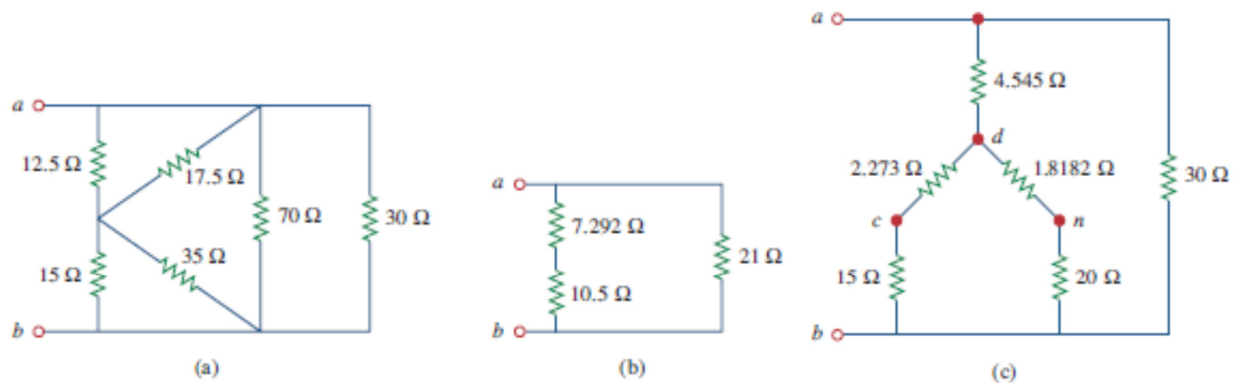 a
12.5 Ω
17.5 Ω
70 Ω
30 Ω
35 Ω
15 Ω
b
(a)
a
7.292 Ω
21 Ω
10.5 Ω
b
(b)
a
4.545 Ω
d
2.273 Ω
1.8182 Ω
30 Ω
c
n
15 Ω
20 Ω
b
(c)